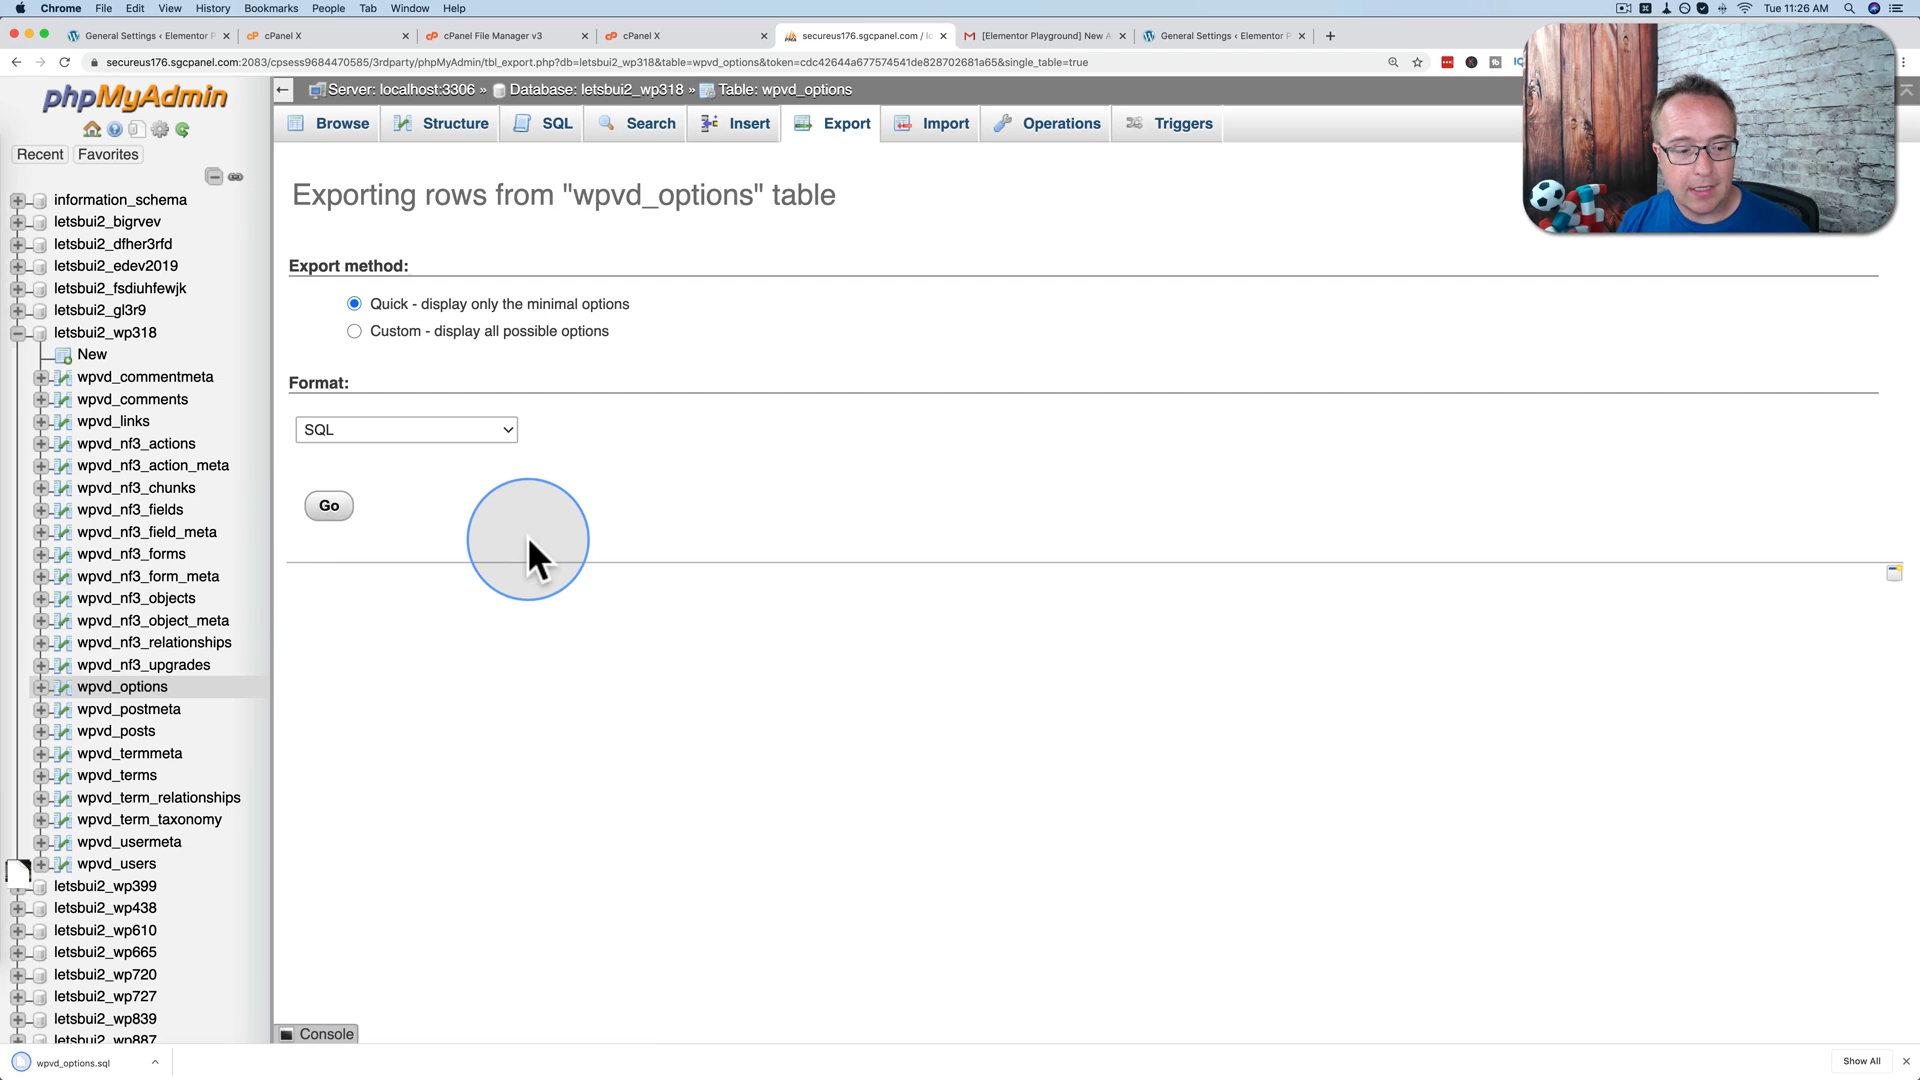 Chrome File Edit View History Bookmarks People Tab Window Help Tue 11:26 AM
General Settings ‹ Elementor P cPanel X cPanel File Manager v3 cPanel X secureus176.sgcpanel.com / lo [Elementor Playground] New A General Settings ‹ Elementor P
secureus176.sgcpanel.com:2083/cpsess9684470585/3rdparty/phpMyAdmin/tbl_export.php?db=letsbui2_wp318&table=wpvd_options&token=cdc42644a677574541de828702681a65&single_table=true
phpMyAdmin
Recent Favorites
information_schema
letsbui2_bigrvev
letsbui2_dfher3rfd
letsbui2_edev2019
letsbui2_fsdiuhfewjk
letsbui2_gl3r9
letsbui2_wp318
New
wpvd_commentmeta
wpvd_comments
wpvd_links
wpvd_nf3_actions
wpvd_nf3_action_meta
wpvd_nf3_chunks
wpvd_nf3_fields
wpvd_nf3_field_meta
wpvd_nf3_forms
wpvd_nf3_form_meta
wpvd_nf3_objects
wpvd_nf3_object_meta
wpvd_nf3_relationships
wpvd_nf3_upgrades
wpvd_options
wpvd_postmeta
wpvd_posts
wpvd_termmeta
wpvd_terms
wpvd_term_relationships
wpvd_term_taxonomy
wpvd_usermeta
wpvd_users
letsbui2_wp399
letsbui2_wp438
letsbui2_wp610
letsbui2_wp665
letsbui2_wp720
letsbui2_wp727
letsbui2_wp839
letsbui2_wp887
Server: localhost:3306 » Database: letsbui2_wp318 » Table: wpvd_options
Browse Structure SQL Search Insert Export Import Operations Triggers
Exporting rows from "wpvd_options" table
Export method:
Quick - display only the minimal options
Custom - display all possible options
Format:
SQL
Go
Console
wpvd_options.sql Show All